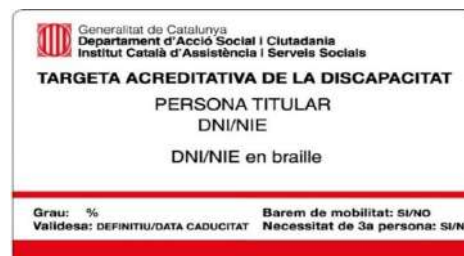 Generalitat de Catalunya
Departament d'Acció Social i Ciutadania
Institut Català d'Assistència i Serveis Socials
TARGETA ACREDITATIVA DE LA DISCAPACITAT
PERSONA TITULAR
DNI/NIE
DNI/NIE en braille
Grau: % Barem de mobilitat: SI/NO
Validesa: DEFINITIU/DATA CADUCITAT Necessitat de 3a persona: SI/N